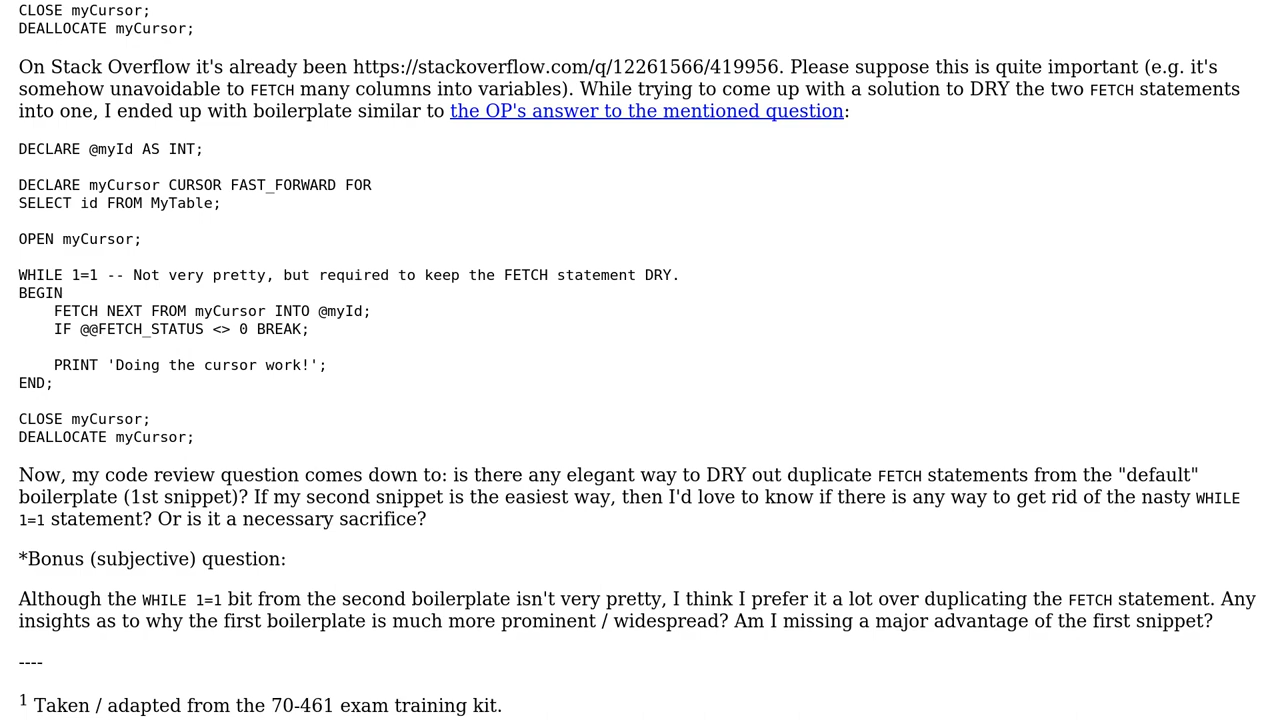 CLOSE myCursor;
DEALLOCATE myCursor;
On Stack Overflow it's already been https://stackoverflow.com/q/12261566/419956. Please suppose this is quite important (e.g. it's
somehow unavoidable to FETCH many columns into variables). While trying to come up with a solution to DRY the two FETCH statements
into one, I ended up with boilerplate similar to the OP's answer to the mentioned question:
DECLARE @myId AS INT;
DECLARE myCursor CURSOR FAST_FORWARD FOR
SELECT id FROM MyTable;
OPEN myCursor;
WHILE 1=1 -- Not very pretty, but required to keep the FETCH statement DRY.
BEGIN
    FETCH NEXT FROM myCursor INTO @myId;
    IF @@FETCH_STATUS <> 0 BREAK;
    PRINT 'Doing the cursor work!';
END;
CLOSE myCursor;
DEALLOCATE myCursor;
Now, my code review question comes down to: is there any elegant way to DRY out duplicate FETCH statements from the "default"
boilerplate (1st snippet)? If my second snippet is the easiest way, then I'd love to know if there is any way to get rid of the nasty WHILE
1=1 statement? Or is it a necessary sacrifice?
*Bonus (subjective) question:
Although the WHILE 1=1 bit from the second boilerplate isn't very pretty, I think I prefer it a lot over duplicating the FETCH statement. Any
insights as to why the first boilerplate is much more prominent / widespread? Am I missing a major advantage of the first snippet?
----
1 Taken / adapted from the 70-461 exam training kit.